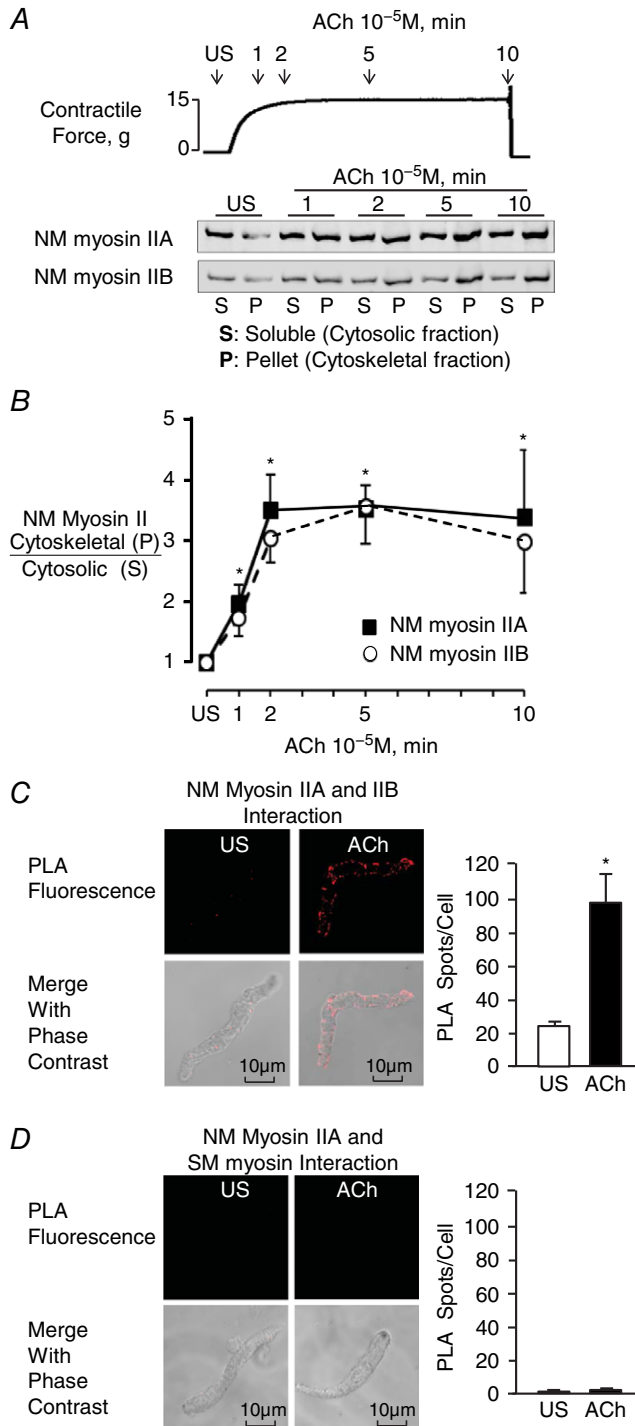 A
ACh 10⁻⁵M, min
US 1 2 5 10
Contractile
Force, g
15
0
ACh 10⁻⁵M, min
US 1 2 5 10
NM myosin IIA
NM myosin IIB
S P S P S P S P S P
S: Soluble (Cytosolic fraction)
P: Pellet (Cytoskeletal fraction)
B
5
4
3
2
1
NM Myosin II
Cytoskeletal (P)
Cytosolic (S)
*
*
*
*
NM myosin IIA
NM myosin IIB
US 1 2 5 10
ACh 10⁻⁵M, min
C
NM Myosin IIA and IIB
Interaction
US ACh
PLA
Fluorescence
Merge
With
Phase
Contrast
10μm 10μm
PLA Spots/Cell
120
100
80
60
40
20
0
*
US ACh
D
NM Myosin IIA and
SM myosin Interaction
US ACh
PLA
Fluorescence
Merge
With
Phase
Contrast
10μm 10μm
PLA Spots/Cell
120
100
80
60
40
20
0
US ACh